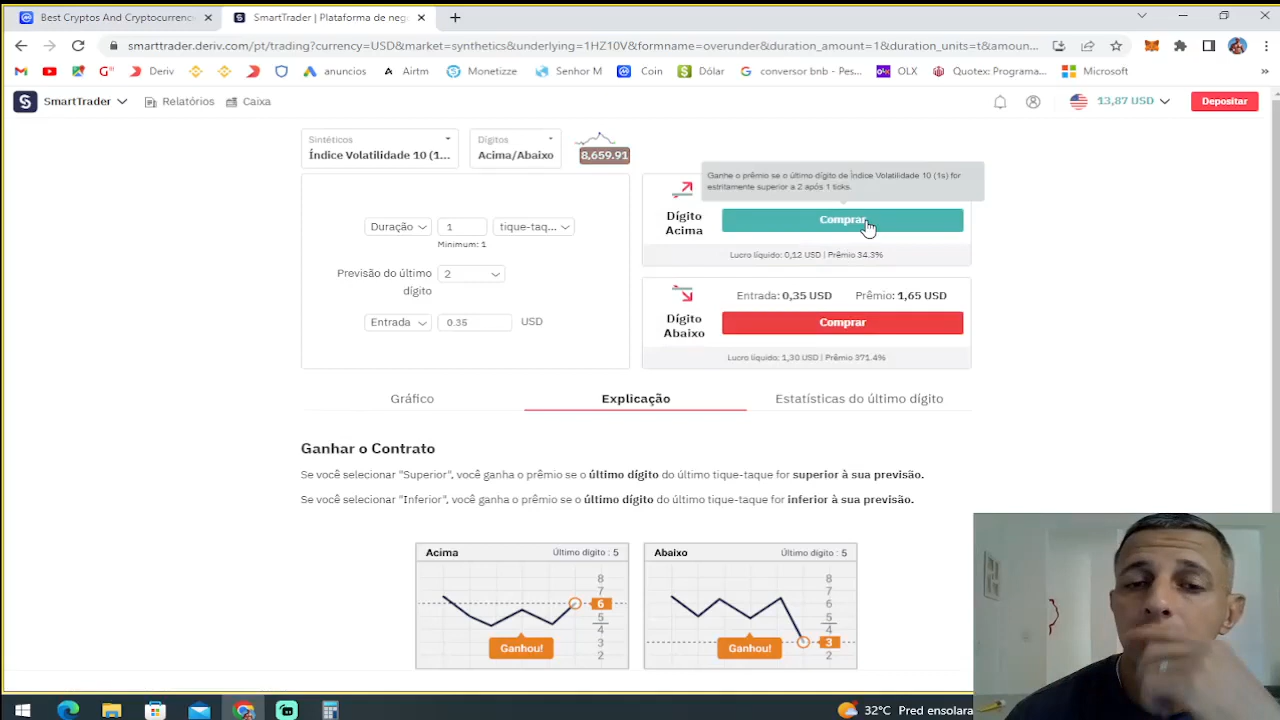 Best Cryptos And Cryptocurrenc
SmartTrader | Plataforma de nego
smarttrader.deriv.com/pt/trading?currency=USD&market=synthetics&underlying=1HZ10V&formname=overunder&duration_amount=1&duration_units=t&amoun...
Deriv
anuncios
Airtm
Monetizze
Senhor M
Coin
Dólar
conversor bnb - Pes...
OLX
Quotex: Programa...
Microsoft
SmartTrader
Relatórios
Caixa
13,87 USD
Depositar
Sintéticos
Índice Volatilidade 10 (1...
Dígitos
Acima/Abaixo
8,659.91
Ganhe o prêmio se o último dígito de Índice Volatilidade 10 (1s) for
estritamente superior a 2 após 1 ticks.
Duração
1
tique-taq...
Minimum: 1
Previsão do último
dígito
2
Entrada
0.35
USD
Dígito
Acima
Comprar
Lucro líquido: 0,12 USD | Prêmio 34.3%
Dígito
Abaixo
Entrada: 0,35 USD
Prêmio: 1,65 USD
Comprar
Lucro líquido: 1,30 USD | Prêmio 371.4%
Gráfico
Explicação
Estatísticas do último dígito
Ganhar o Contrato
Se você selecionar "Superior", você ganha o prêmio se o último dígito do último tique-taque for superior à sua previsão.
Se você selecionar "Inferior", você ganha o prêmio se o último dígito do último tique-taque for inferior à sua previsão.
Acima
Último digito : 5
8
7
6
5
4
3
2
Ganhou!
Abaixo
Último digito : 5
8
7
6
5
4
3
2
Ganhou!
32°C Pred ensolara